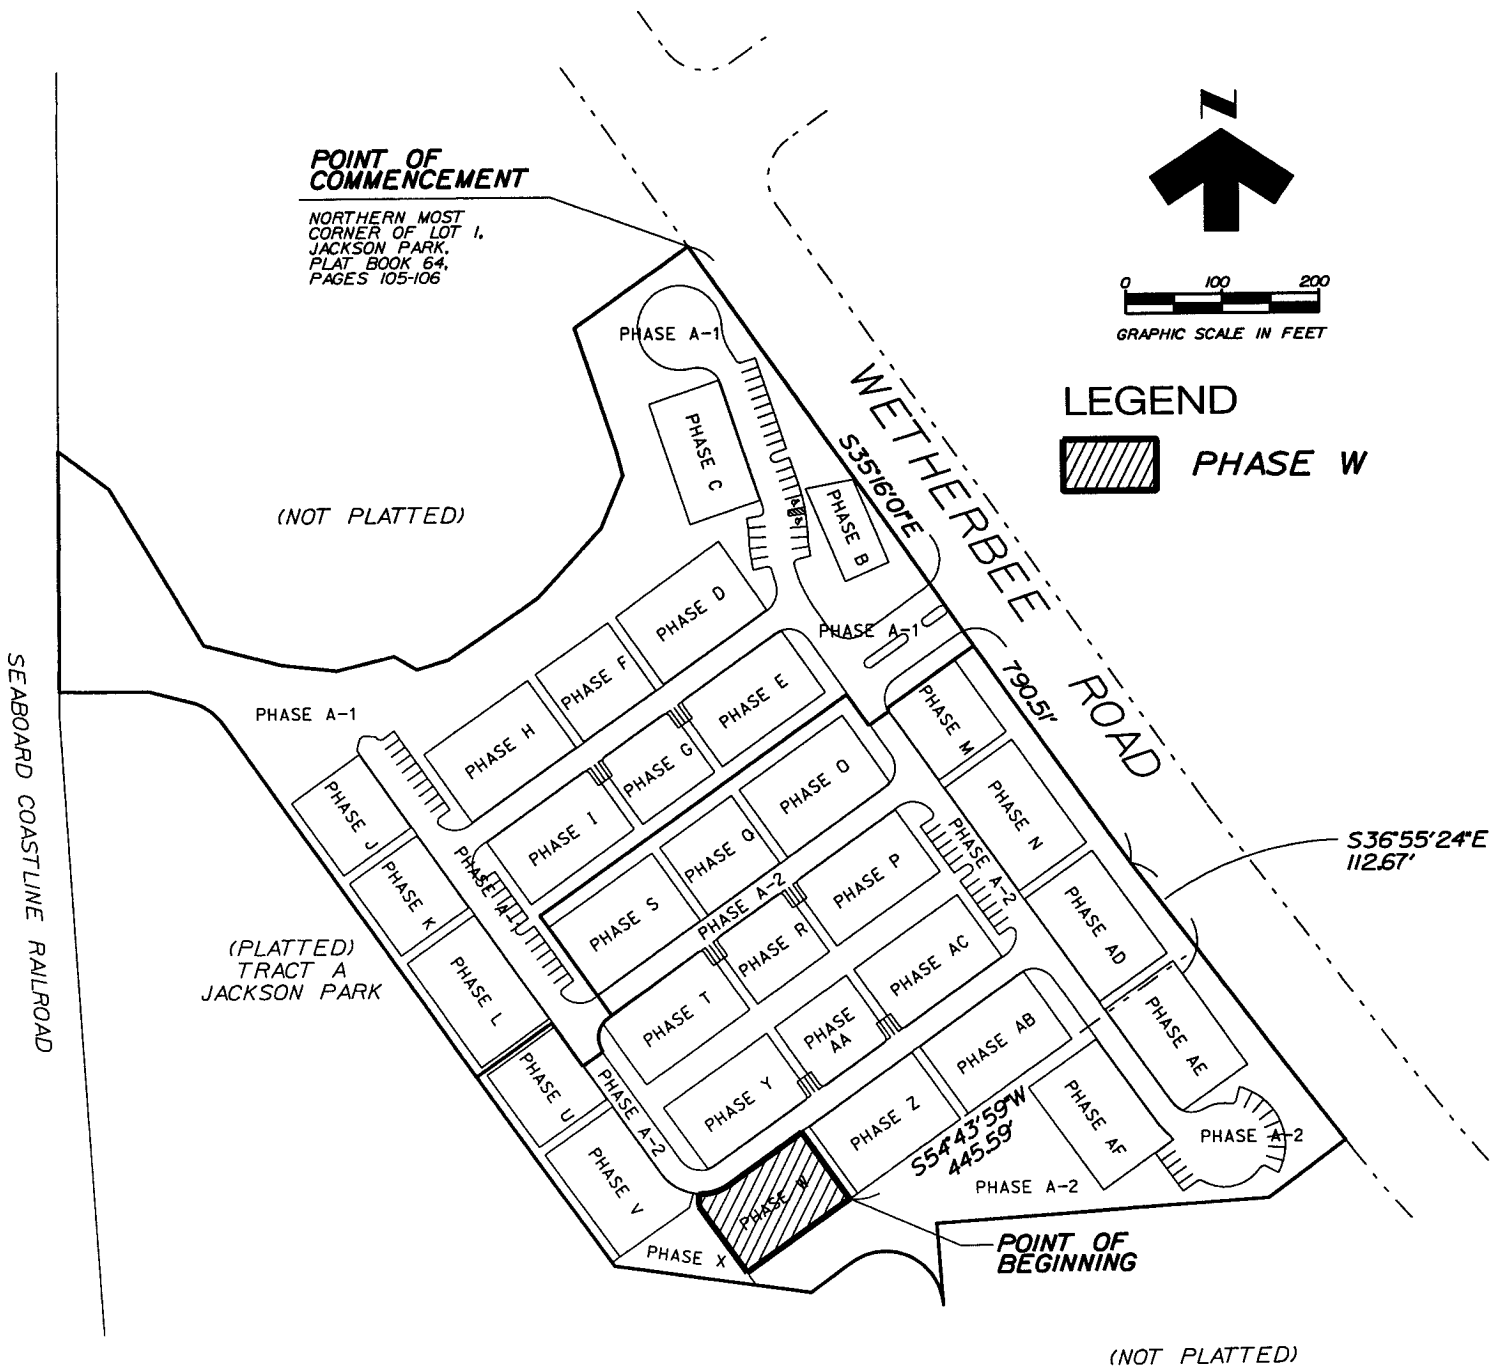 POINT OF
COMMENCEMENT
NORTHERN MOST
CORNER OF LOT 1,
JACKSON PARK,
PLAT BOOK 64,
PAGES 105-106
N
0 100 200
GRAPHIC SCALE IN FEET
LEGEND
PHASE W
WETHERBEE ROAD
S35°16'01"E
790.51'
S36°55'24"E
112.67'
(NOT PLATTED)
SEABOARD COASTLINE RAILROAD
(PLATTED)
TRACT A
JACKSON PARK
PHASE A-1
PHASE C
PHASE B
PHASE D
PHASE A-1
PHASE F
PHASE E
PHASE H
PHASE G
PHASE A-1
PHASE I
PHASE J
PHASE K
PHASE A-1
PHASE L
PHASE M
PHASE N
PHASE O
PHASE Q
PHASE S
PHASE A-2
PHASE P
PHASE A-2
PHASE R
PHASE T
PHASE AC
PHASE AD
PHASE
AA
PHASE AB
PHASE AE
PHASE Y
PHASE Z
PHASE AF
PHASE U
PHASE A-2
PHASE V
PHASE W
PHASE X
S54°43'59"W
445.59'
PHASE A-2
PHASE A-2
POINT OF
BEGINNING
(NOT PLATTED)